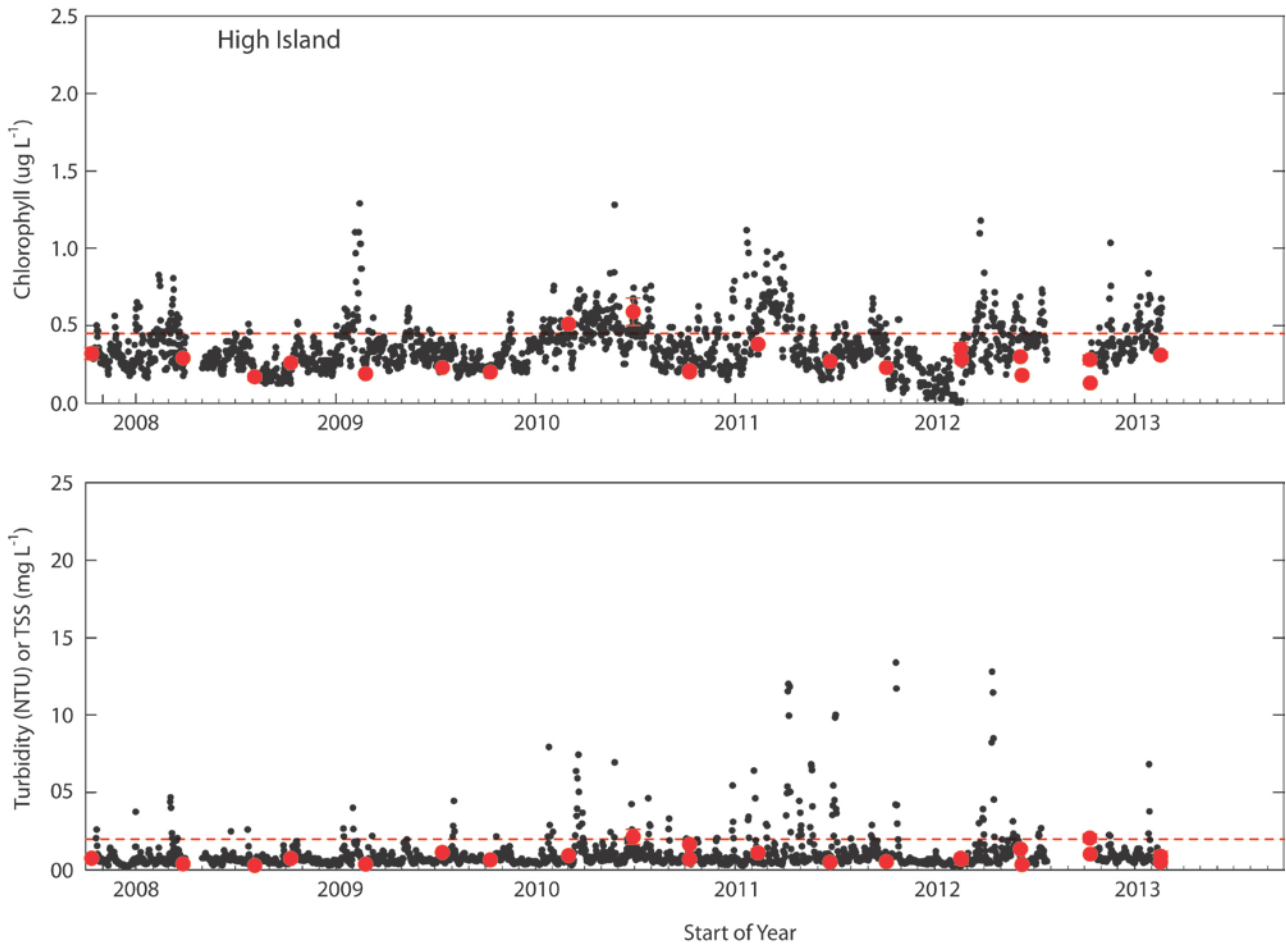 High Island
Chlorophyll (ug L⁻¹)
2.5
2.0
1.5
1.0
0.5
0.0
2008 2009 2010 2011 2012 2013
Turbidity (NTU) or TSS (mg L⁻¹)
25
20
15
10
05
00
2008 2009 2010 2011 2012 2013
Start of Year